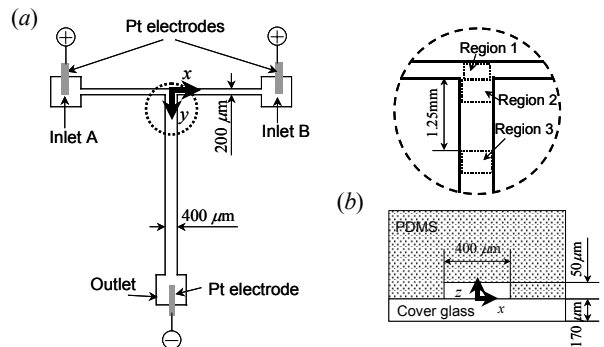 (a)
Pt electrodes
+
+
x
y
Inlet A
Inlet B
200 μm
400 μm
Outlet
Pt electrode
−
Region 1
Region 2
Region 3
1.25mm
(b)
PDMS
400 μm
50μm
z
x
Cover glass
170 μm